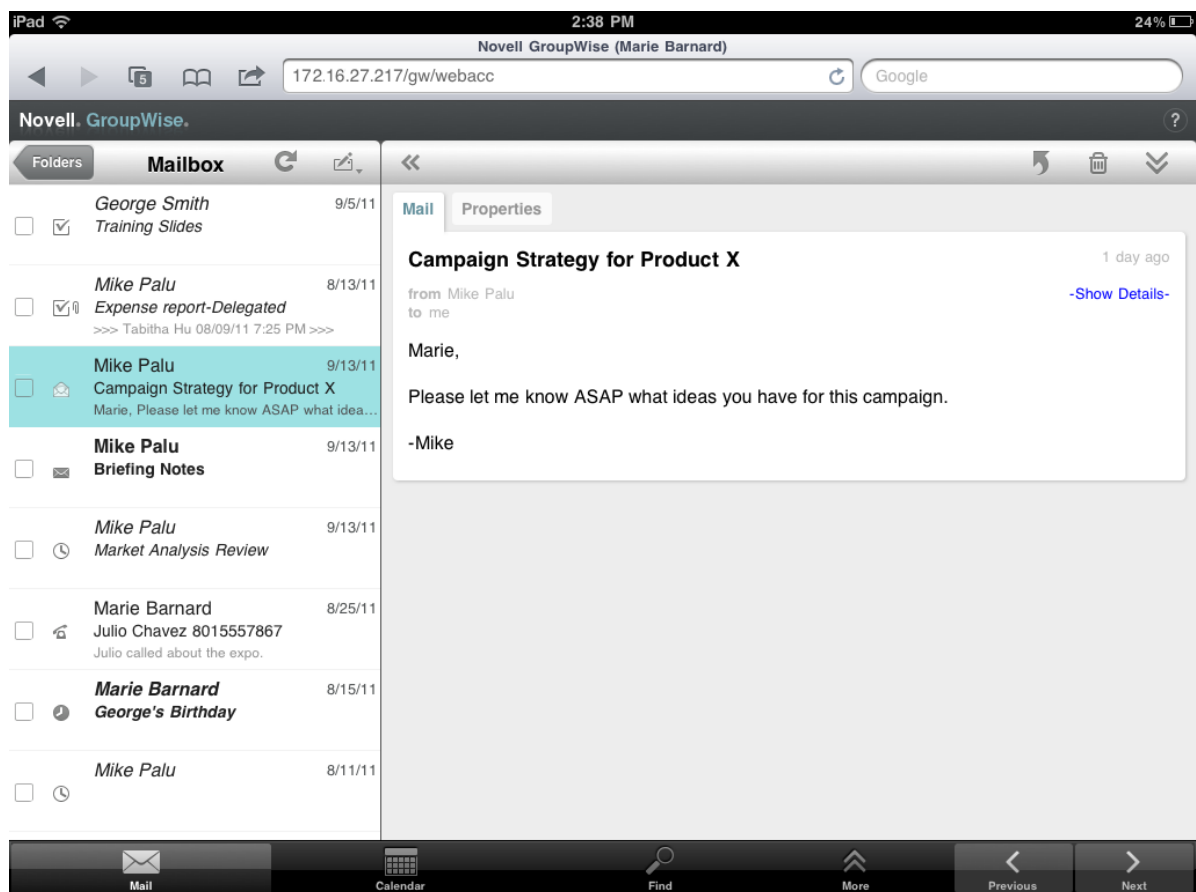 iPad 2:38 PM 24%
Novell GroupWise (Marie Barnard)
5 172.16.27.217/gw/webacc Google
Novell. GroupWise. ?
Folders Mailbox
George Smith 9/5/11
Training Slides
Mike Palu 8/13/11
Expense report-Delegated
>>> Tabitha Hu 08/09/11 7:25 PM >>>
Mike Palu 9/13/11
Campaign Strategy for Product X
Marie, Please let me know ASAP what idea...
Mike Palu 9/13/11
Briefing Notes
Mike Palu 9/13/11
Market Analysis Review
Marie Barnard 8/25/11
Julio Chavez 8015557867
Julio called about the expo.
Marie Barnard 8/15/11
George's Birthday
Mike Palu 8/11/11
Mail Properties
Campaign Strategy for Product X 1 day ago
from Mike Palu -Show Details-
to me
Marie,
Please let me know ASAP what ideas you have for this campaign.
-Mike
Mail Calendar Find More Previous Next